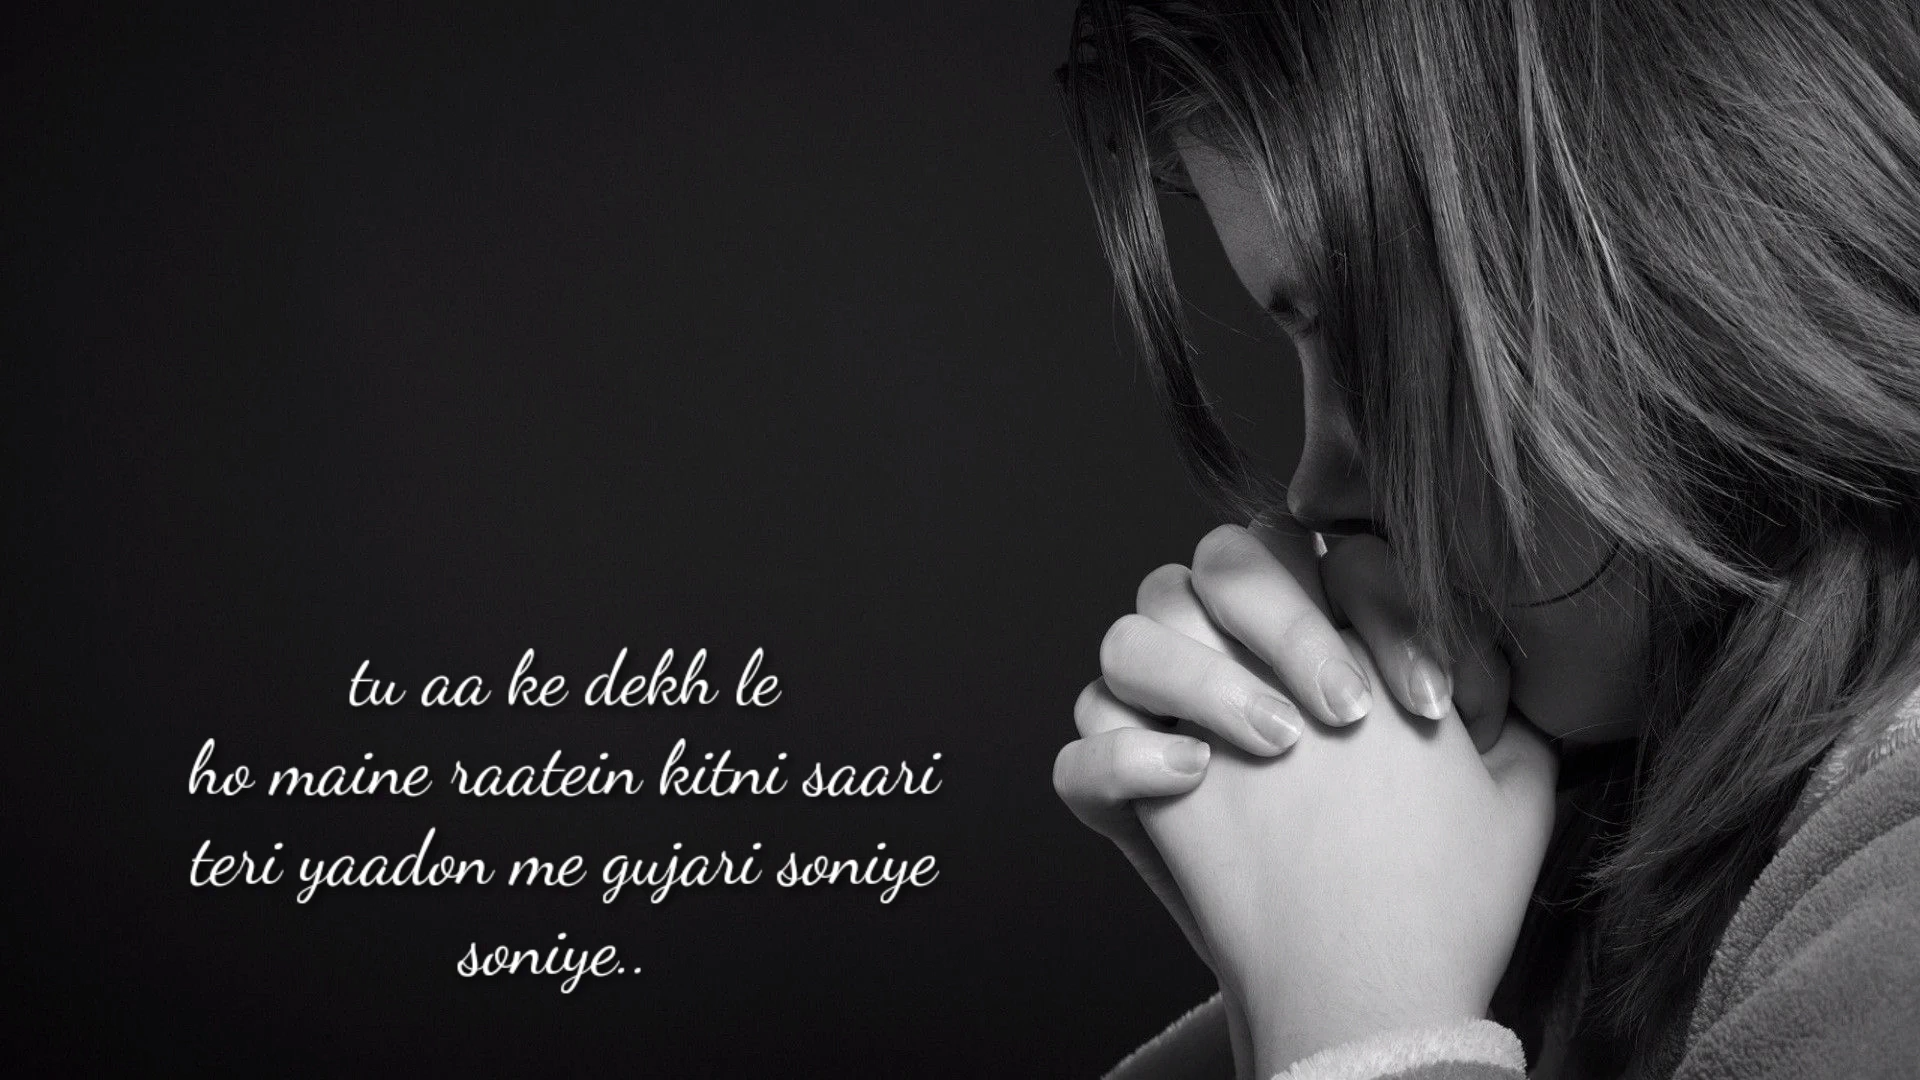 tu aa ke dekh le
ho maine raatein kitni saari
teri yaadon me gujari soniye
soniye..